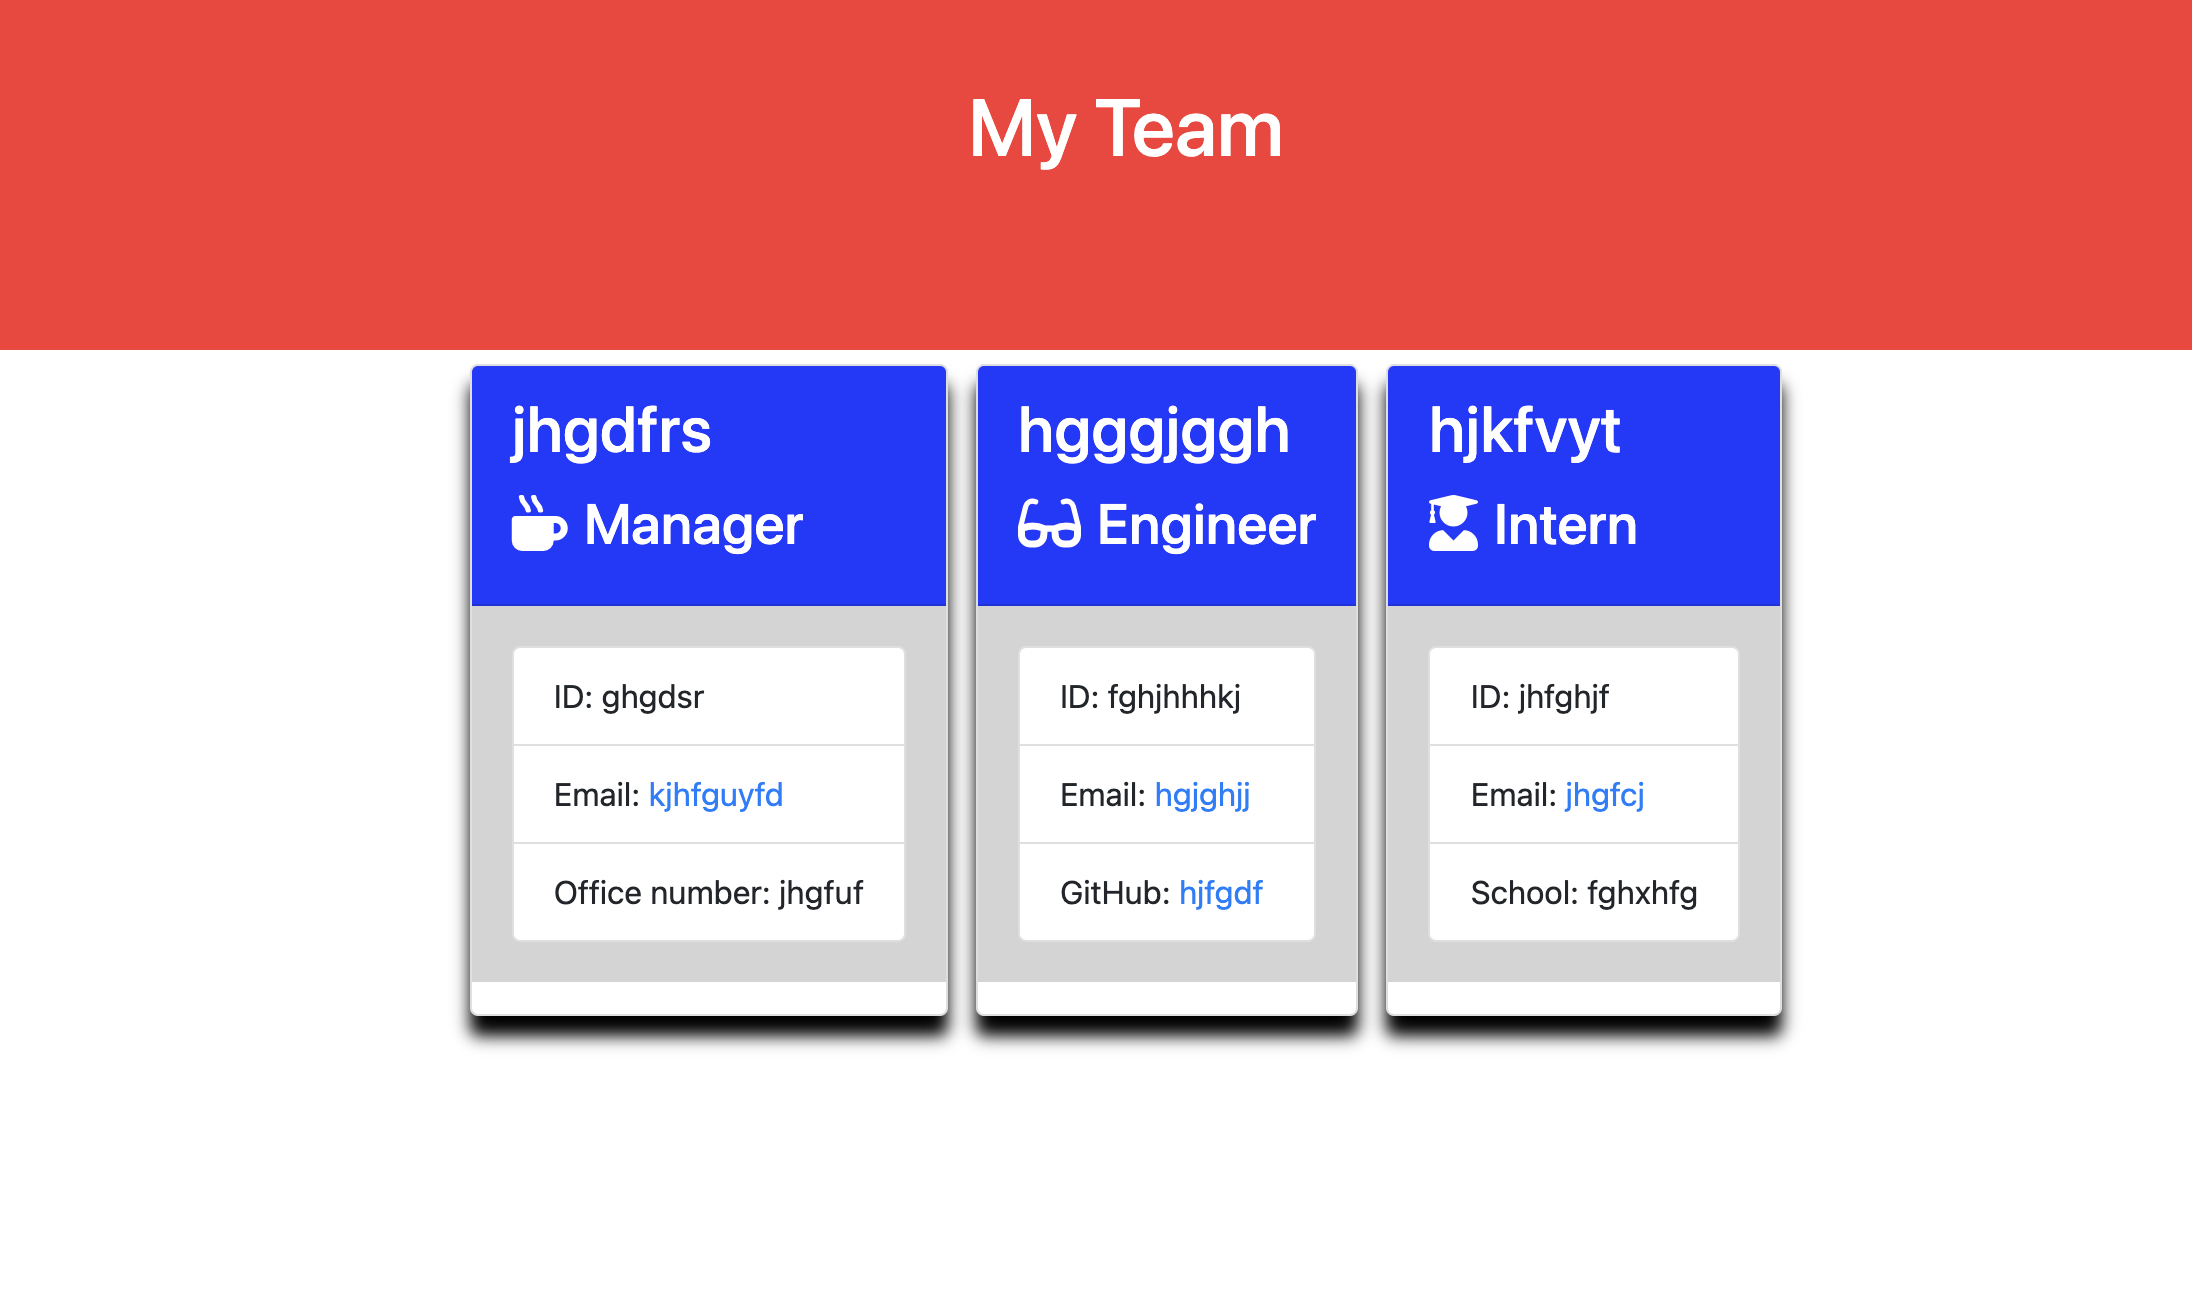 My Team
jhgdfrs
Manager
ID: ghgdsr
Email: kjhfguyfd
Office number: jhgfuf
hgggjggh
Engineer
ID: fghjhhhkj
Email: hgjghjj
GitHub: hjfgdf
hjkfvyt
Intern
ID: jhfghjf
Email: jhgfcj
School: fghxhfg